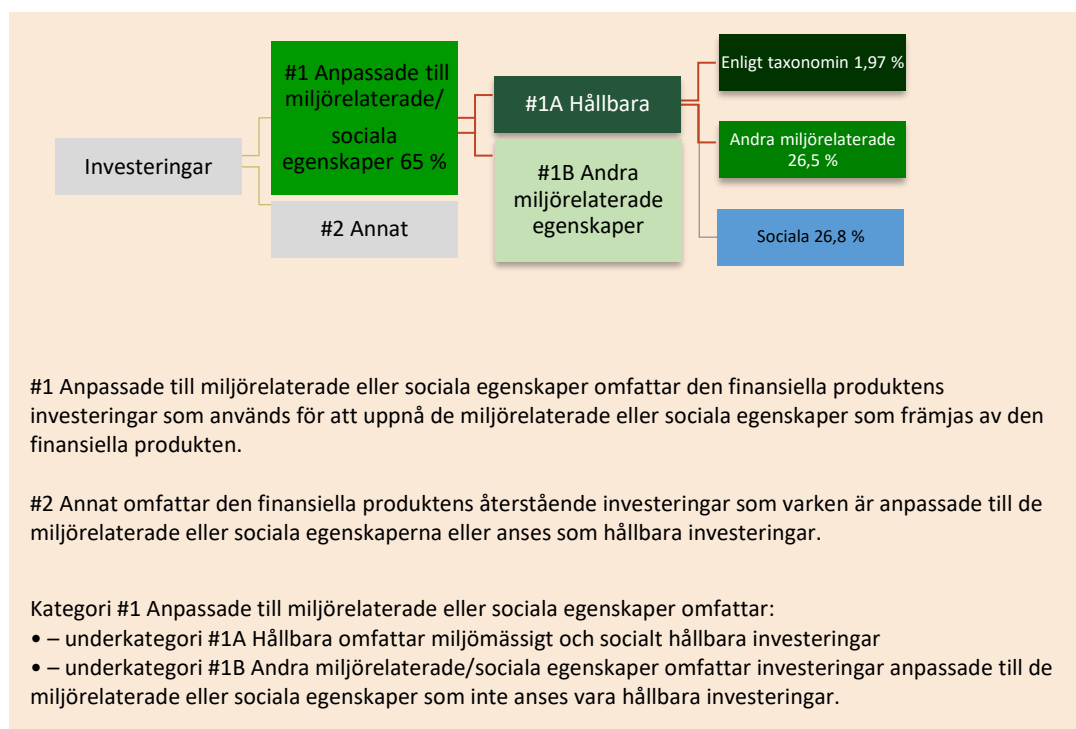 Investeringar
#1 Anpassade till
miljörelaterade/
sociala
egenskaper 65 %
#2 Annat
#1A Hållbara
#1B Andra
miljörelaterade
egenskaper
Enligt taxonomin 1,97 %
Andra miljörelaterade
26,5 %
Sociala 26,8 %
#1 Anpassade till miljörelaterade eller sociala egenskaper omfattar den finansiella produktens
investeringar som används för att uppnå de miljörelaterade eller sociala egenskaper som främjas av den
finansiella produkten.
#2 Annat omfattar den finansiella produktens återstående investeringar som varken är anpassade till de
miljörelaterade eller sociala egenskaperna eller anses som hållbara investeringar.
Kategori #1 Anpassade till miljörelaterade eller sociala egenskaper omfattar:
• – underkategori #1A Hållbara omfattar miljömässigt och socialt hållbara investeringar
• – underkategori #1B Andra miljörelaterade/sociala egenskaper omfattar investeringar anpassade till de
miljörelaterade eller sociala egenskaper som inte anses vara hållbara investeringar.